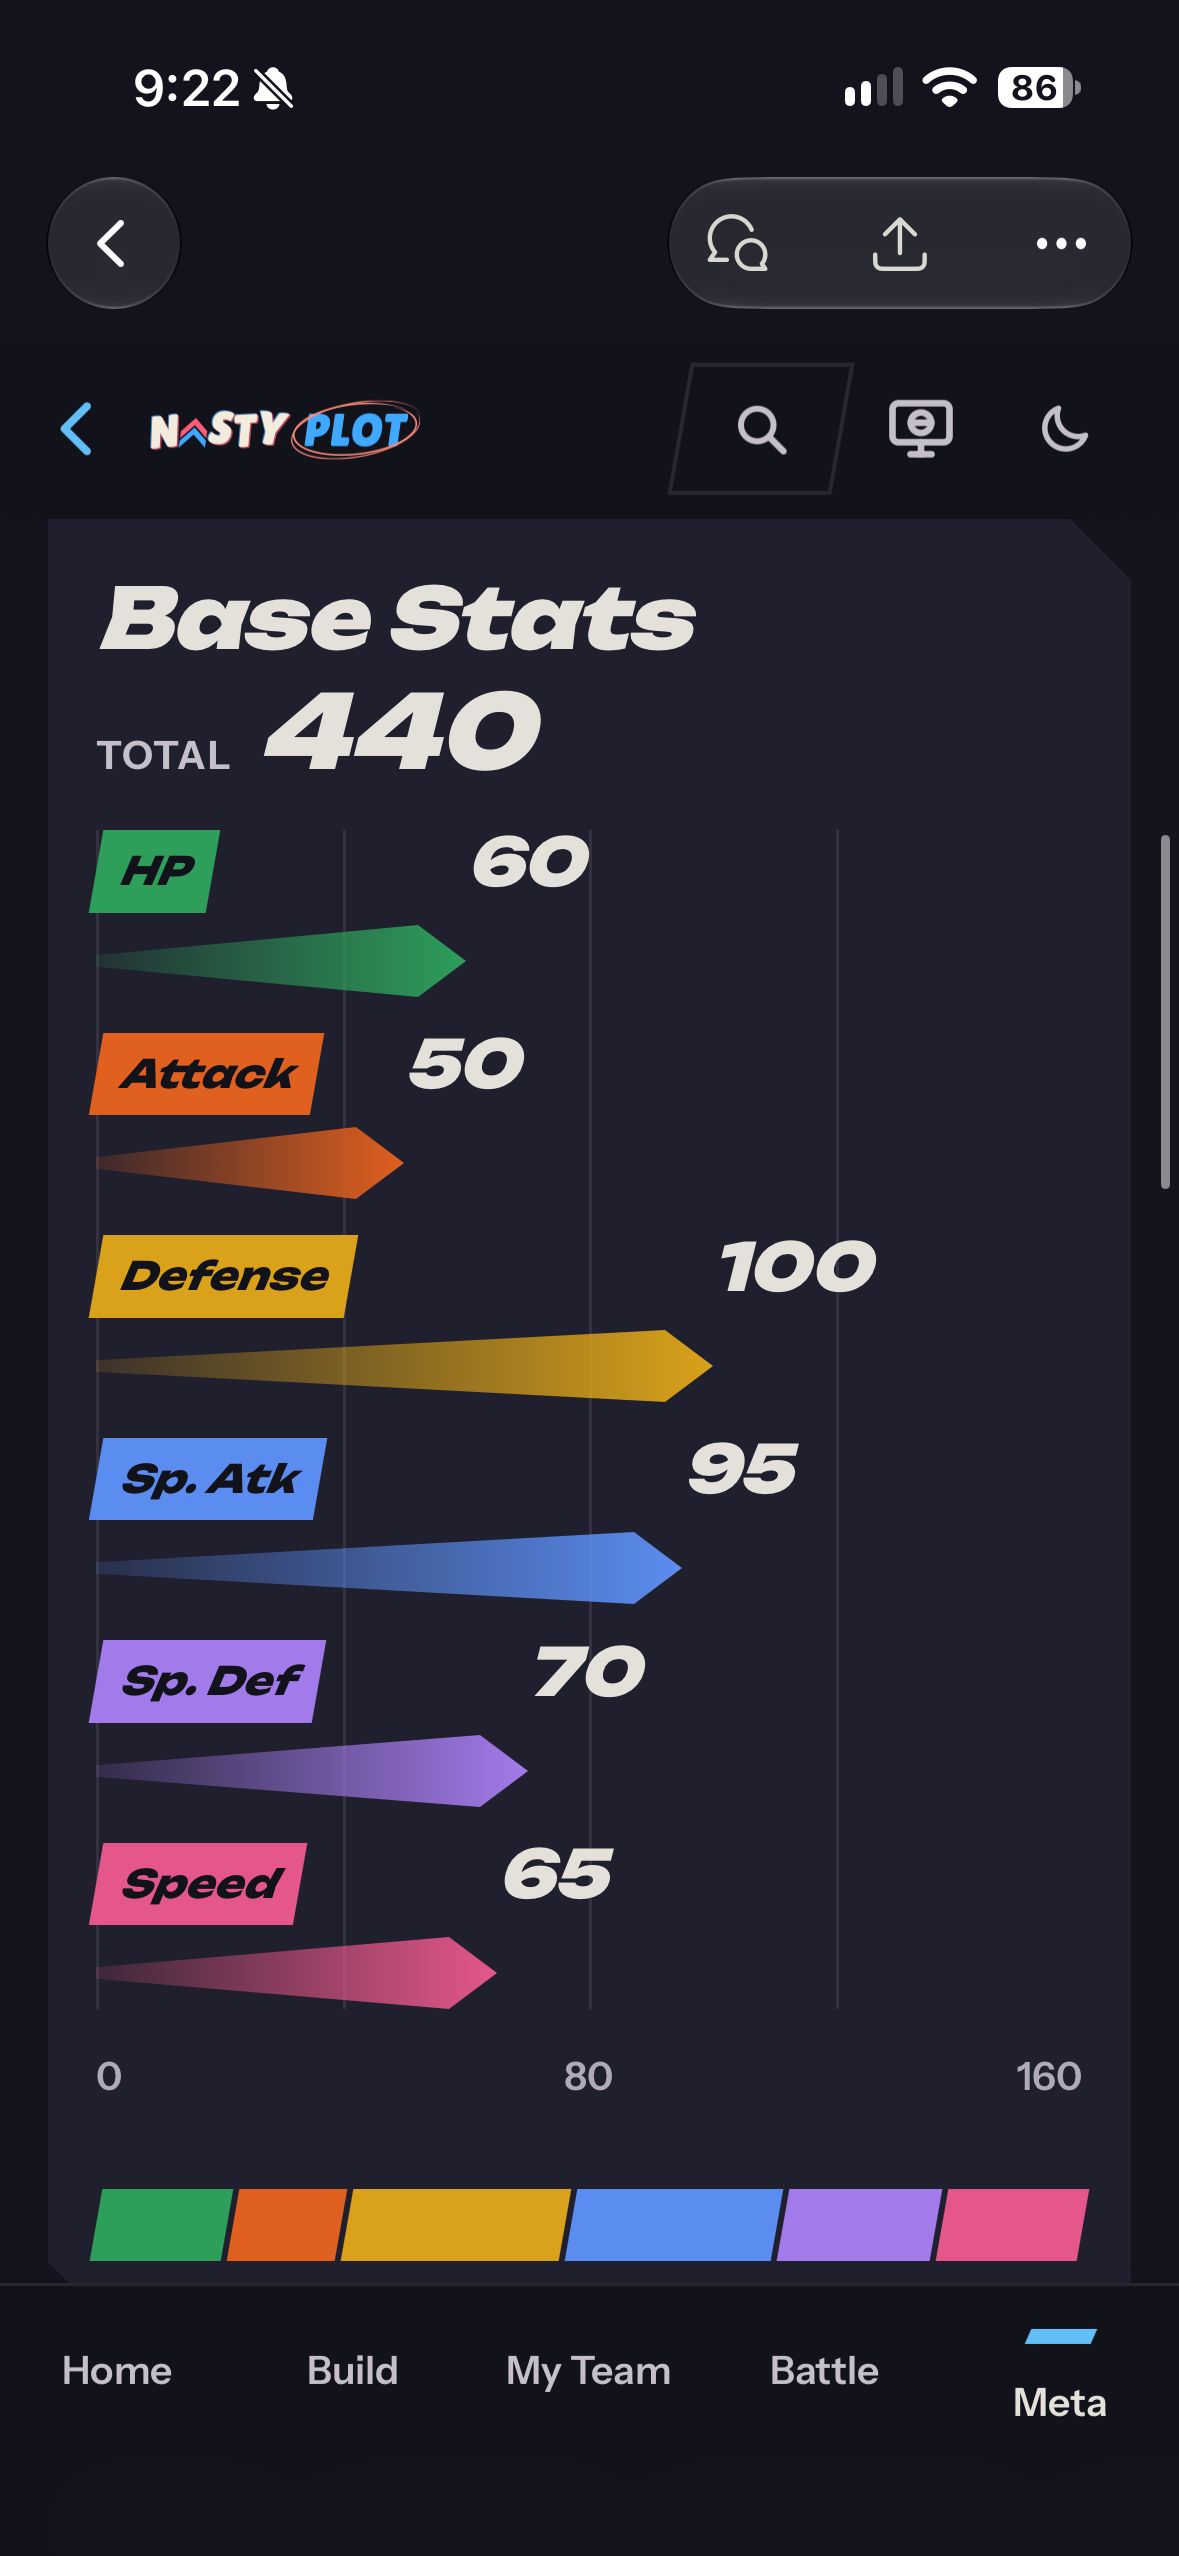 9:22
86
NASTY PLOT
Base Stats
TOTAL 440
HP 60
Attack 50
Defense 100
Sp. Atk 95
Sp. Def 70
Speed 65
0 80 160
Home Build My Team Battle Meta